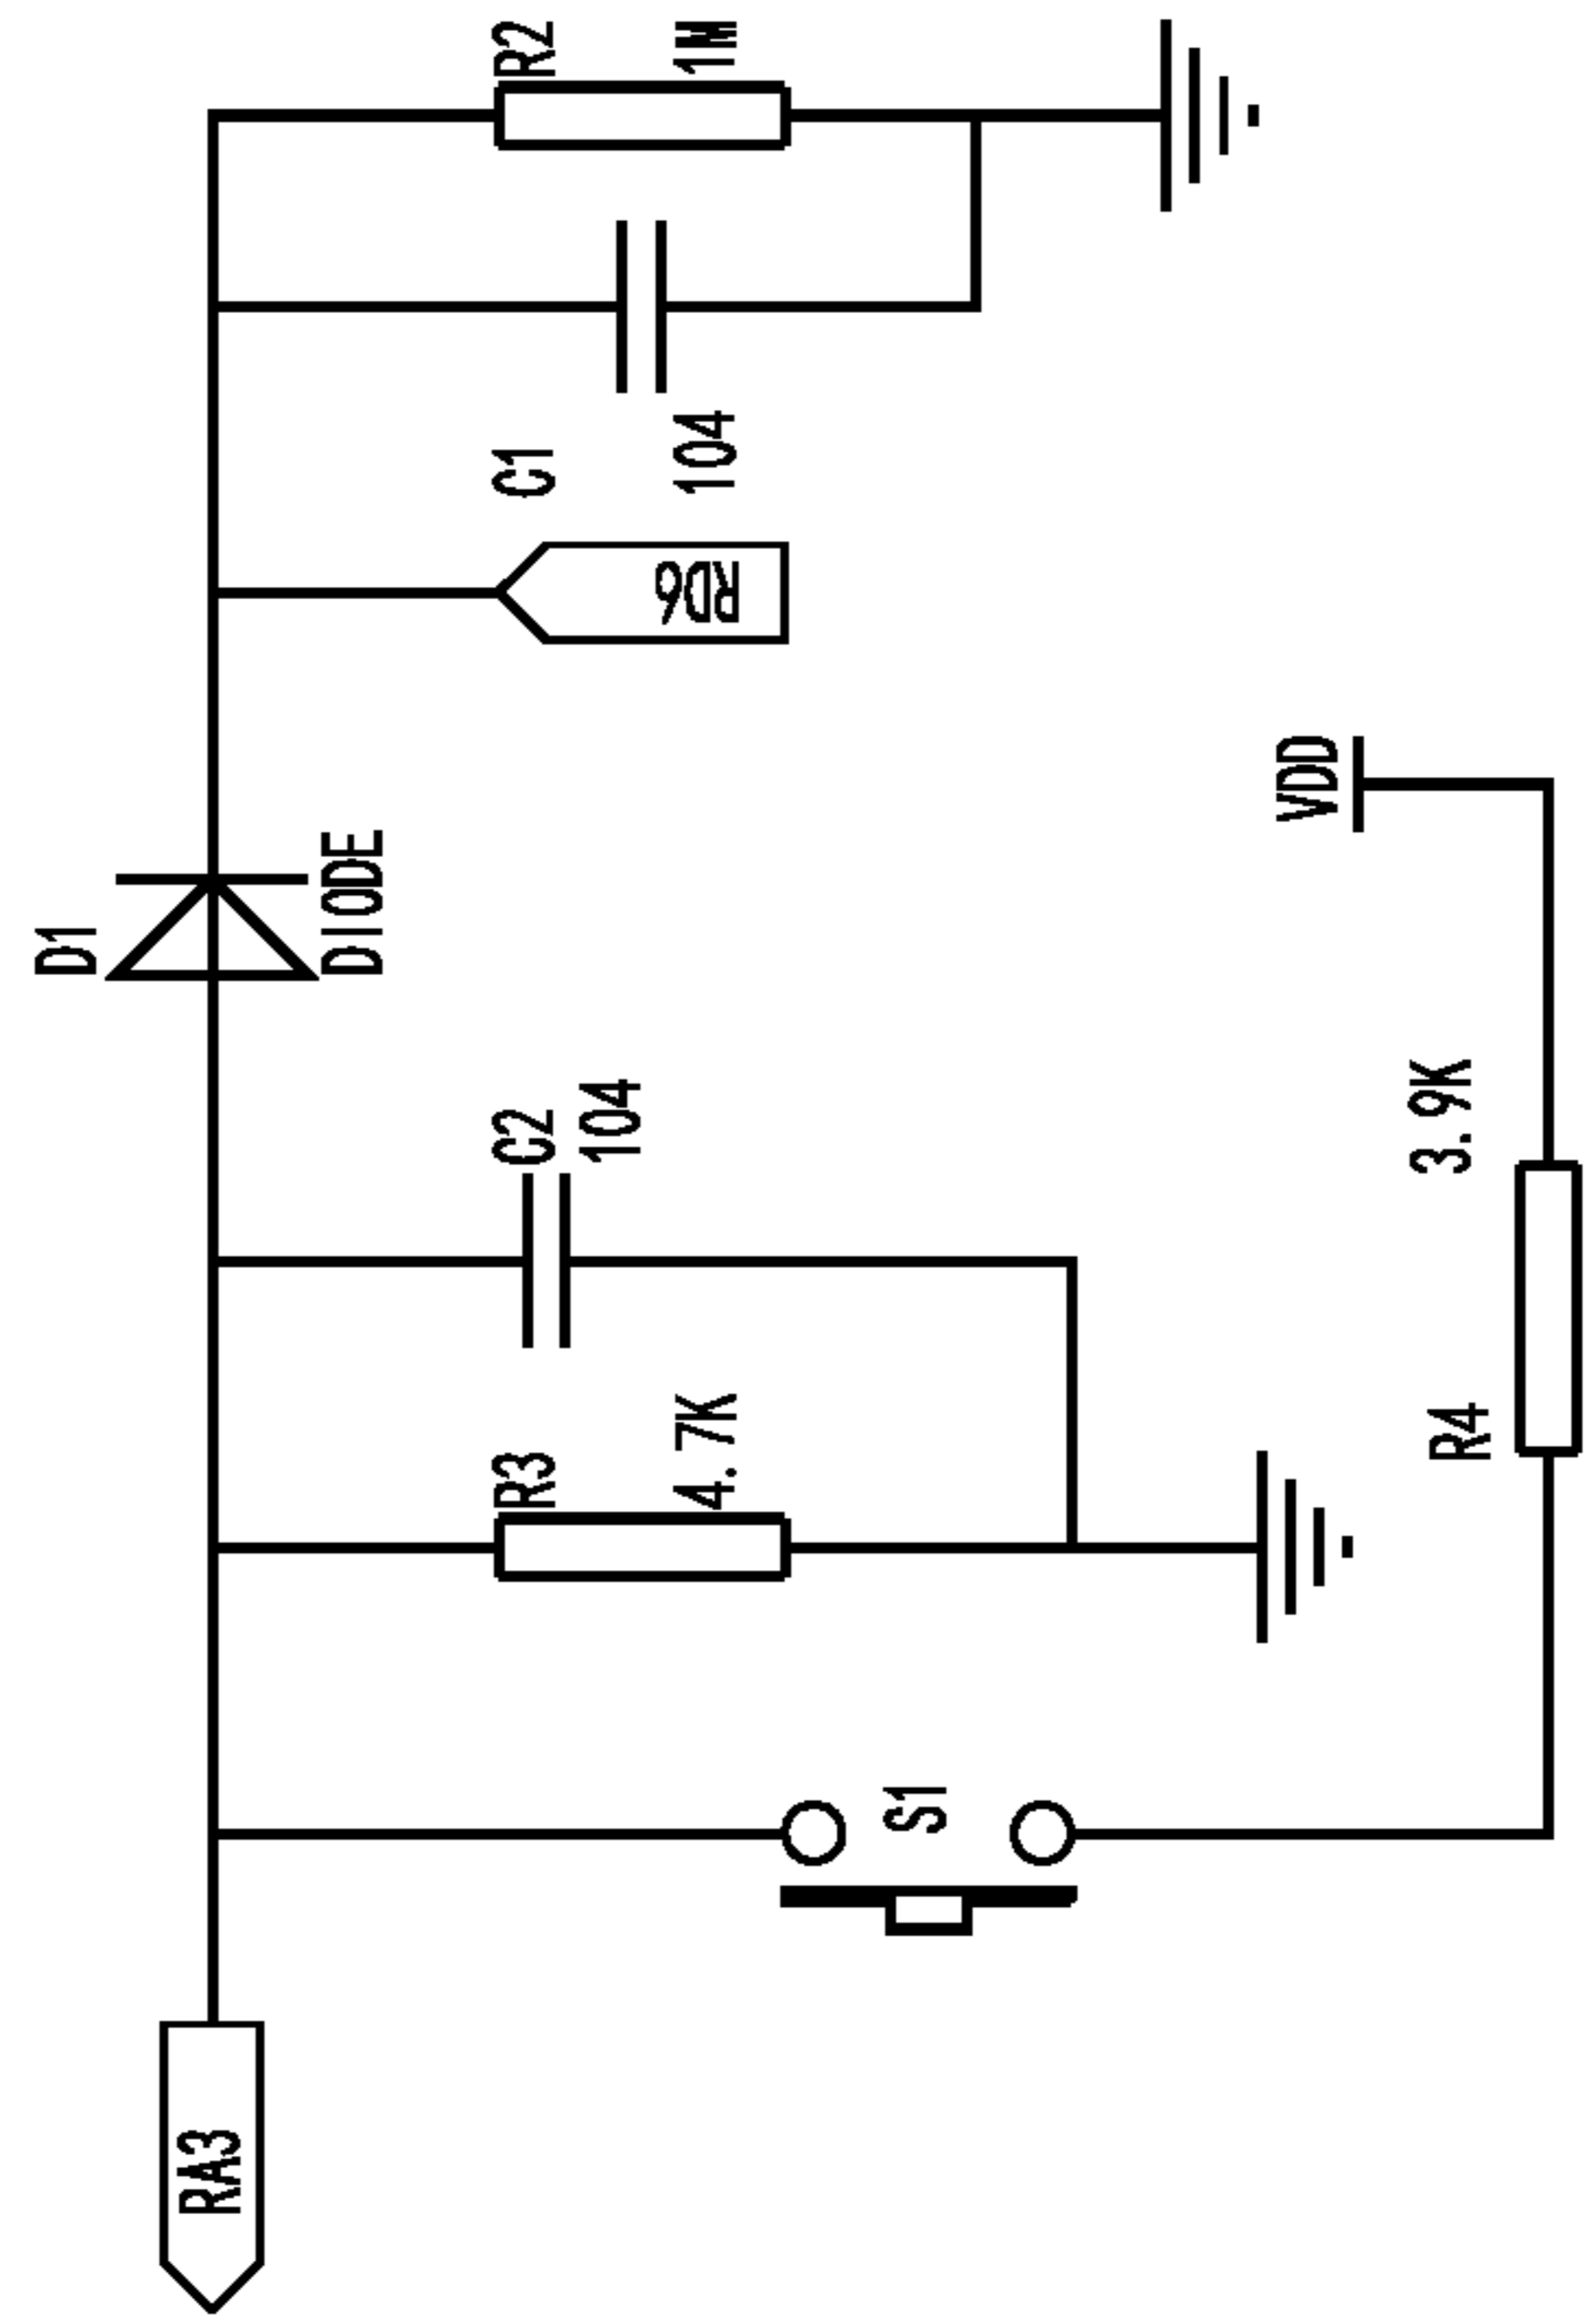 RA3
S1
R4
3.9K
VDD
R3
4.7K
C2
104
D1
DIODE
RD6
C1
104
R2
1M